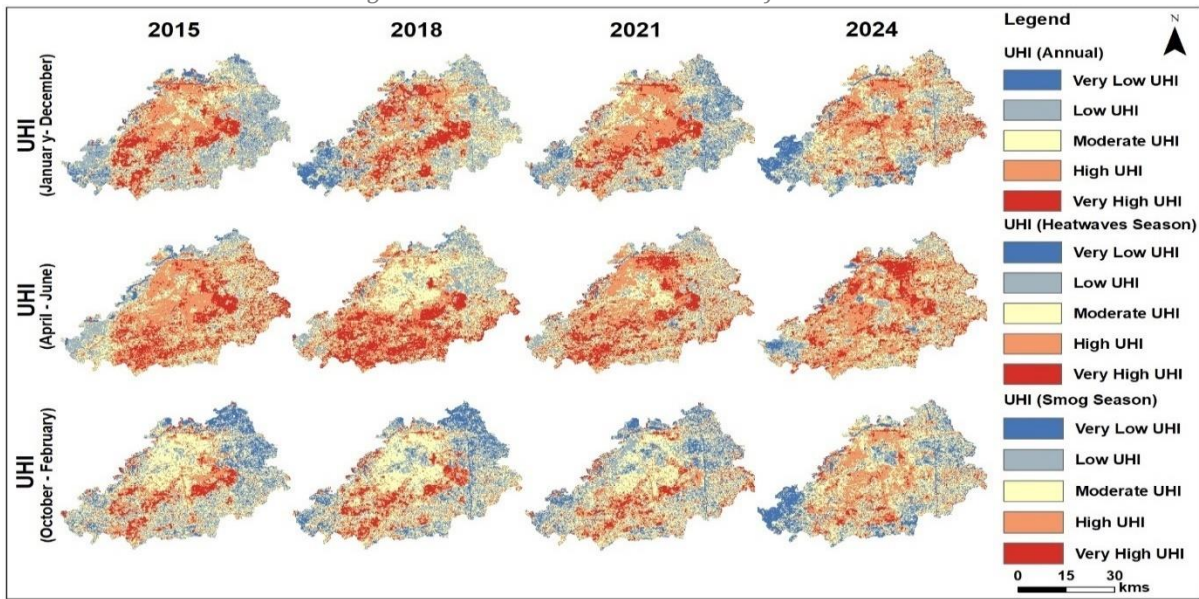 2015 2018 2021 2024
Legend
N
UHI
(January- December)
UHI (Annual)
Very Low UHI
Low UHI
Moderate UHI
High UHI
Very High UHI
UHI
(April - June)
UHI (Heatwaves Season)
Very Low UHI
Low UHI
Moderate UHI
High UHI
Very High UHI
UHI
(October - February)
UHI (Smog Season)
Very Low UHI
Low UHI
Moderate UHI
High UHI
Very High UHI
0 15 30
kms